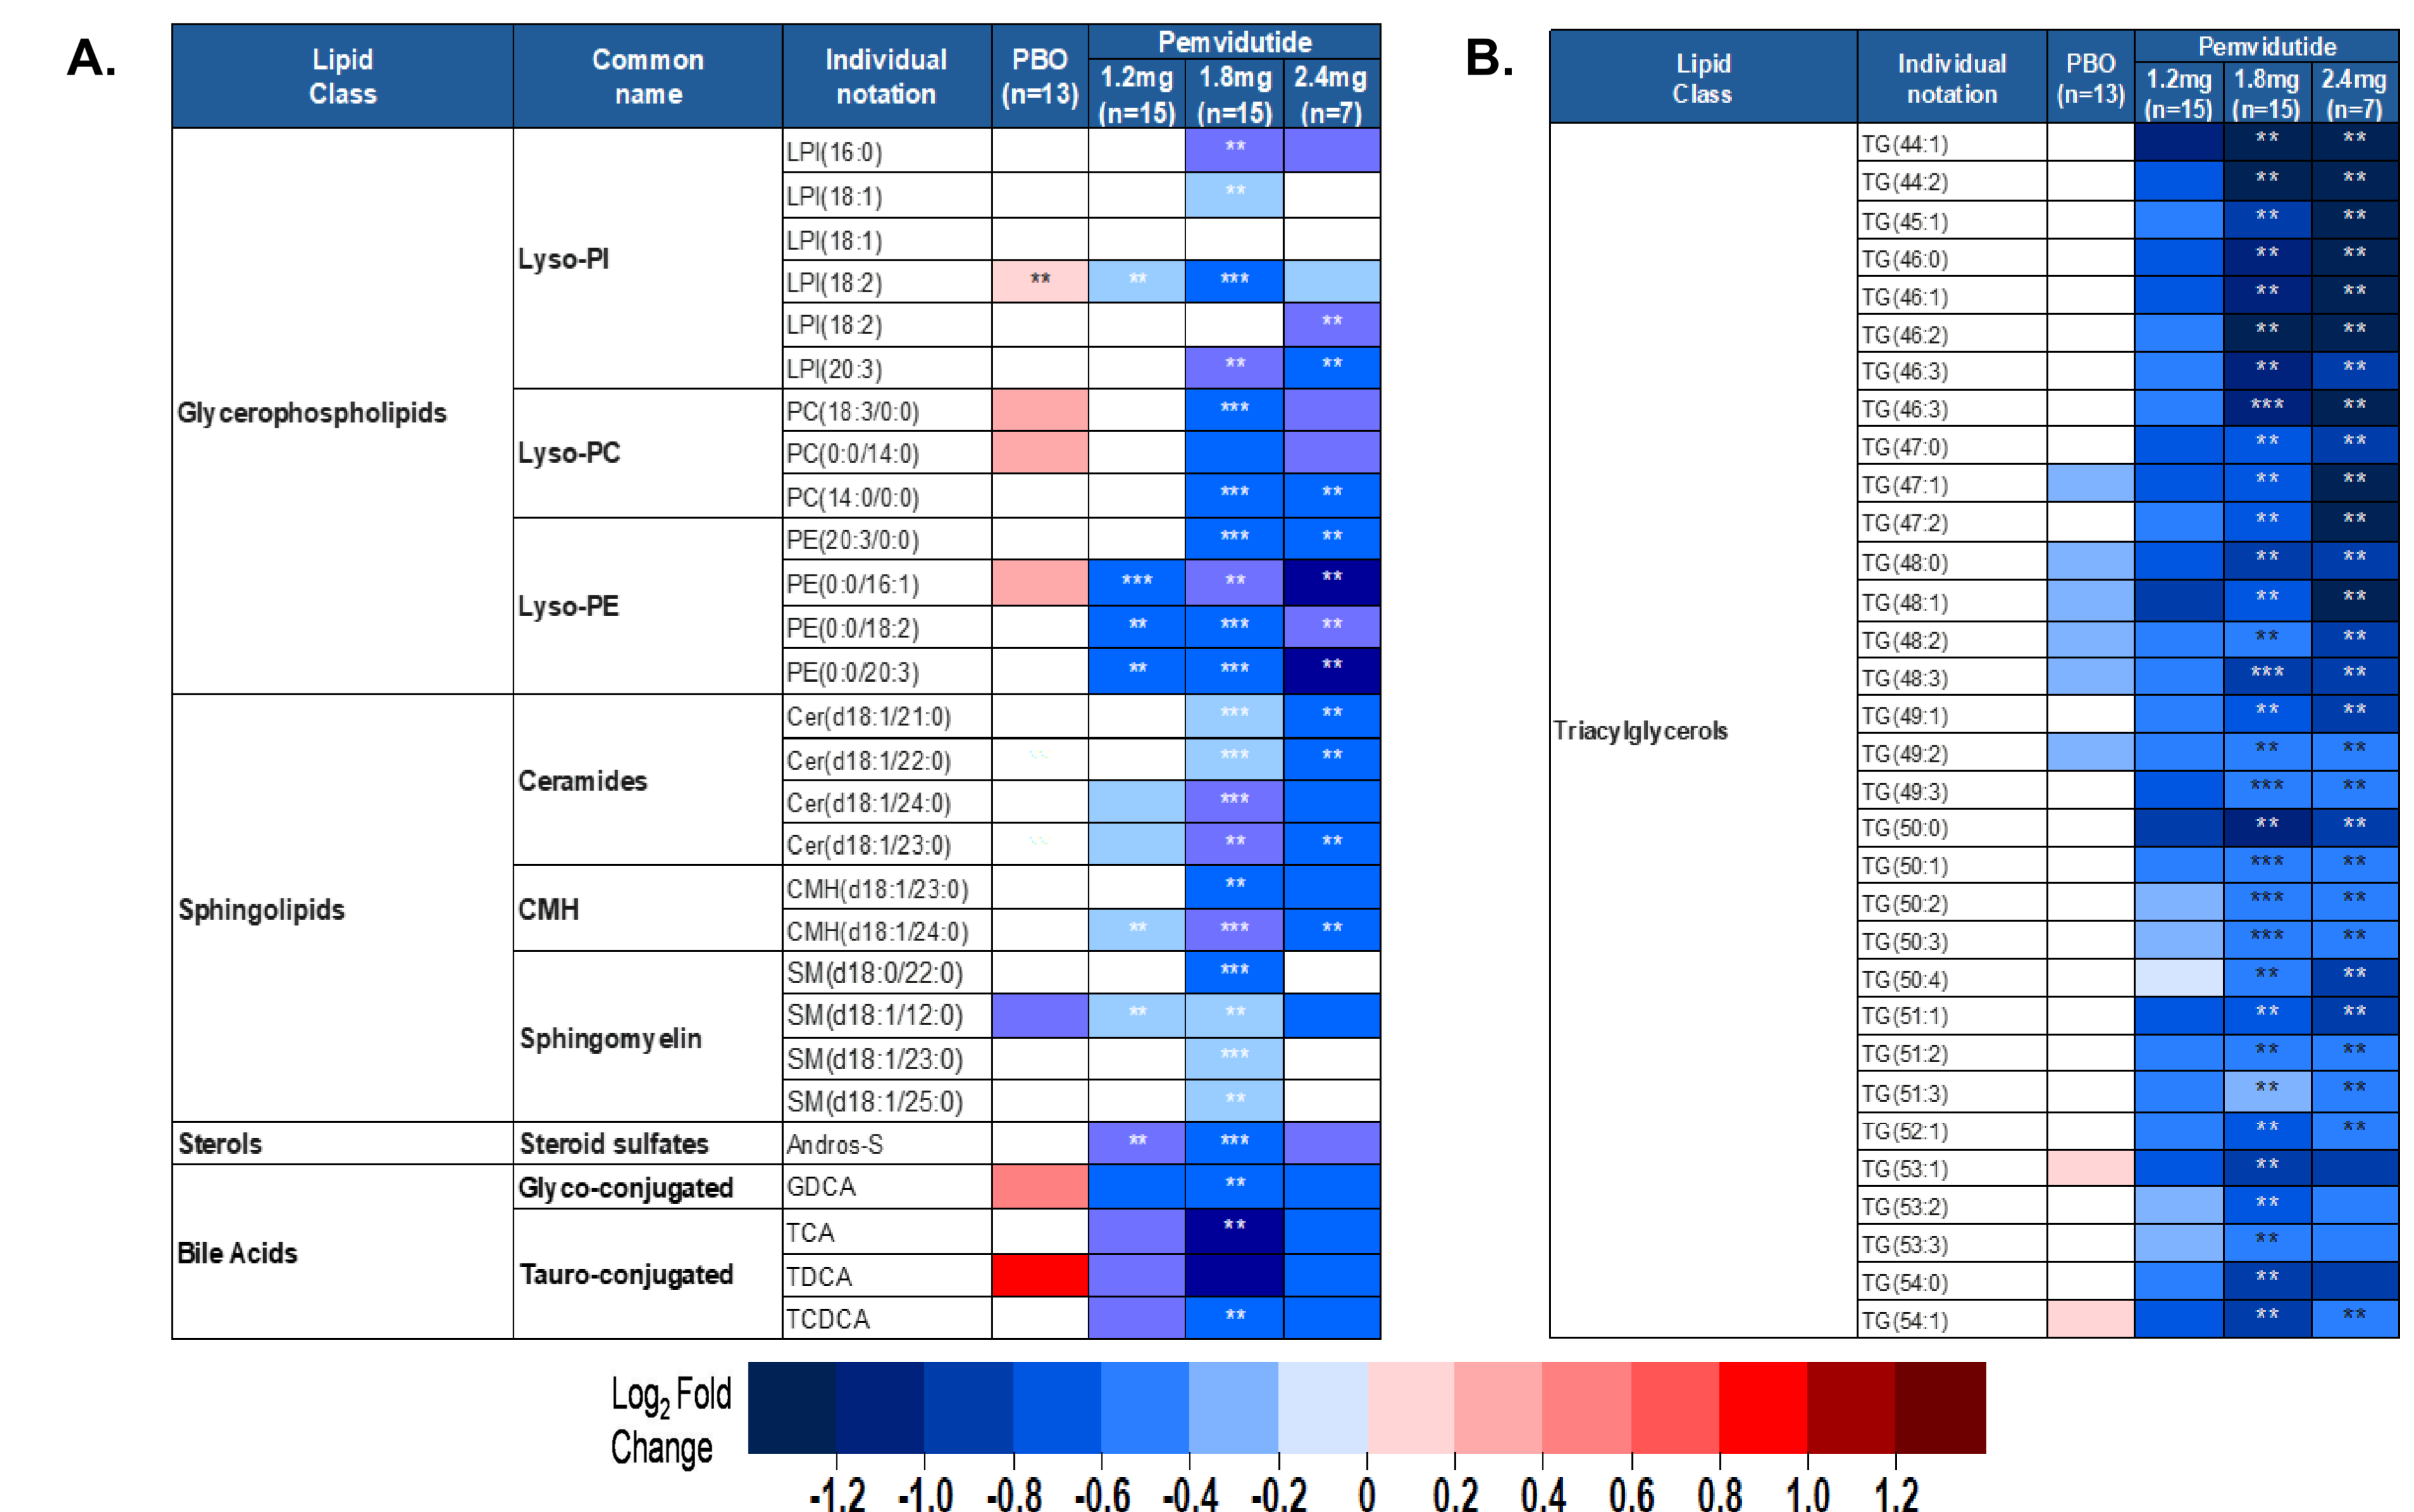 A.
Lipid Class Common name Individual notation PBO (n=13) Pemvidutide 1.2mg (n=15) 1.8mg (n=15) 2.4mg (n=7)
Glycerophospholipids
Lyso-PI
LPI(16:0) **
LPI(18:1) **
LPI(18:1)
LPI(18:2) ** ** ***
LPI(18:2) **
LPI(20:3) ** **
Lyso-PC
PC(18:3/0:0) ***
PC(0:0/14:0)
PC(14:0/0:0) *** **
Lyso-PE
PE(20:3/0:0) *** **
PE(0:0/16:1) *** ** **
PE(0:0/18:2) ** *** **
PE(0:0/20:3) ** *** **
Sphingolipids
Ceramides
Cer(d18:1/21:0) *** **
Cer(d18:1/22:0) *** **
Cer(d18:1/24:0) ***
Cer(d18:1/23:0) ** **
CMH
CMH(d18:1/23:0) **
CMH(d18:1/24:0) ** *** **
Sphingomyelin
SM(d18:0/22:0) ***
SM(d18:1/12:0) ** **
SM(d18:1/23:0) ***
SM(d18:1/25:0) **
Sterols Steroid sulfates Andros-S ** ***
Bile Acids
Glyco-conjugated GDCA **
Tauro-conjugated
TCA **
TDCA
TCDCA **
B.
Lipid Class Individual notation PBO (n=13) Pemvidutide 1.2mg (n=15) 1.8mg (n=15) 2.4mg (n=7)
Triacylglycerols
TG(44:1) ** **
TG(44:2) ** **
TG(45:1) ** **
TG(46:0) ** **
TG(46:1) ** **
TG(46:2) ** **
TG(46:3) ** **
TG(46:3) *** **
TG(47:0) ** **
TG(47:1) ** **
TG(47:2) ** **
TG(48:0) ** **
TG(48:1) ** **
TG(48:2) ** **
TG(48:3) *** **
TG(49:1) ** **
TG(49:2) ** **
TG(49:3) *** **
TG(50:0) ** **
TG(50:1) *** **
TG(50:2) *** **
TG(50:3) *** **
TG(50:4) ** **
TG(51:1) ** **
TG(51:2) ** **
TG(51:3) ** **
TG(52:1) ** **
TG(53:1) **
TG(53:2) **
TG(53:3) **
TG(54:0) **
TG(54:1) ** **
Log2 Fold
Change
-1.2 -1.0 -0.8 -0.6 -0.4 -0.2 0 0.2 0.4 0.6 0.8 1.0 1.2